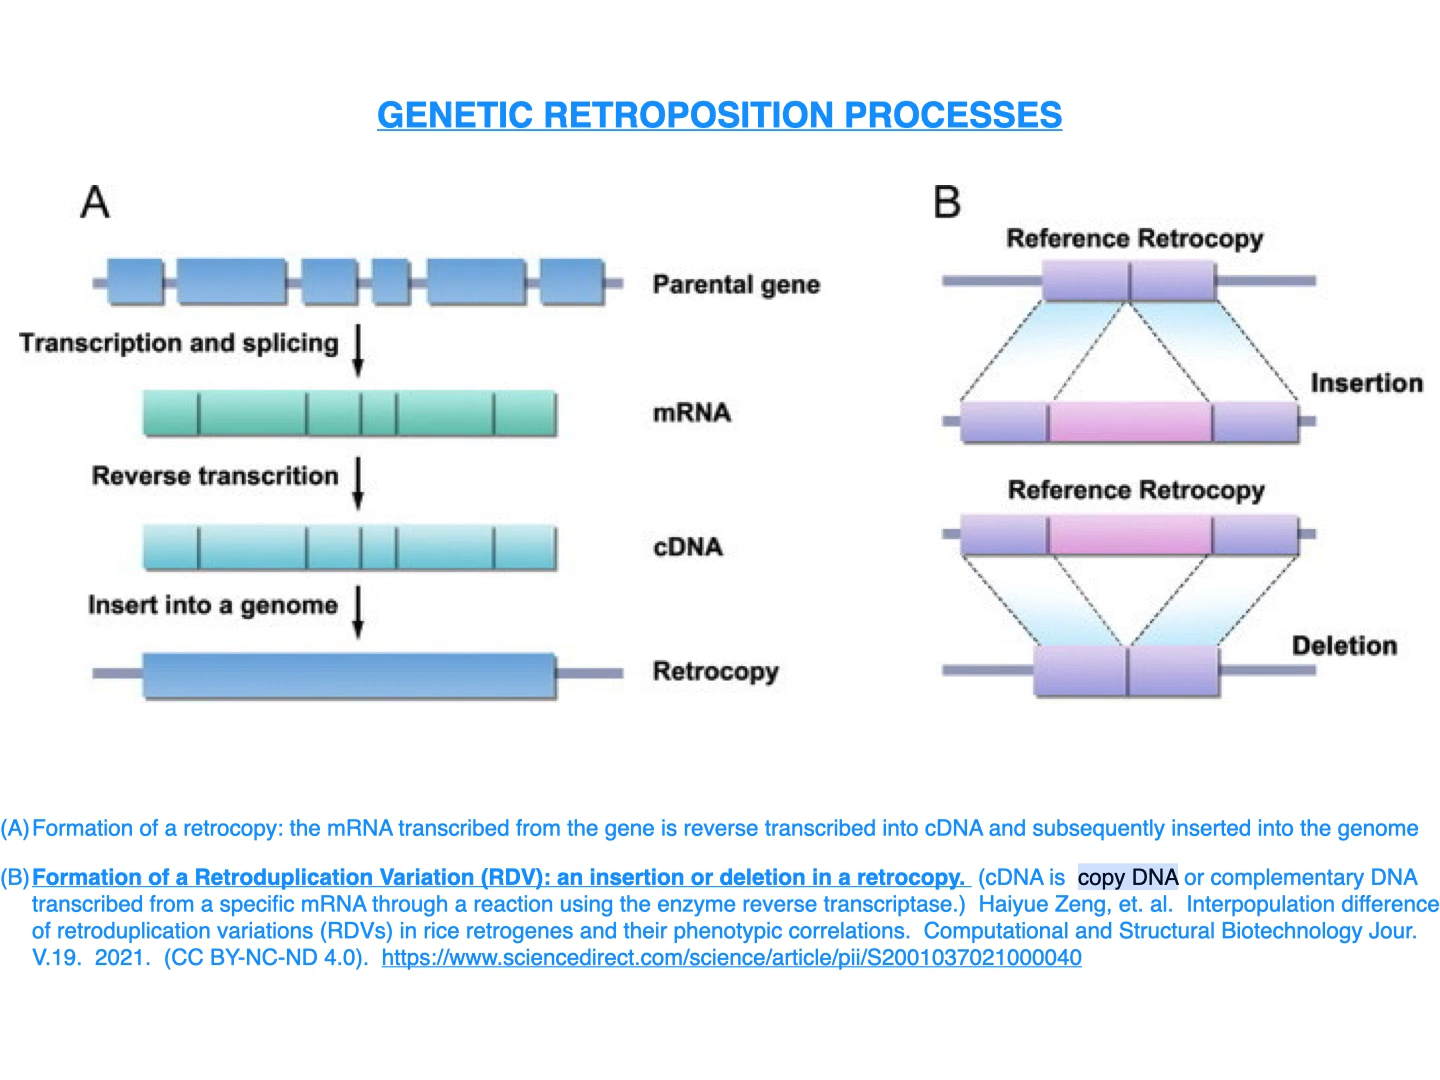 GENETIC RETROPOSITION PROCESSES
A
Parental gene
Transcription and splicing
mRNA
Reverse transcrition
cDNA
Insert into a genome
Retrocopy
B
Reference Retrocopy
Insertion
Reference Retrocopy
Deletion
(A) Formation of a retrocopy: the mRNA transcribed from the gene is reverse transcribed into cDNA and subsequently inserted into the genome
(B) Formation of a Retroduplication Variation (RDV): an insertion or deletion in a retrocopy. (cDNA is copy DNA or complementary DNA
transcribed from a specific mRNA through a reaction using the enzyme reverse transcriptase.) Haiyue Zeng, et. al. Interpopulation difference
of retroduplication variations (RDVs) in rice retrogenes and their phenotypic correlations. Computational and Structural Biotechnology Jour.
V.19. 2021. (CC BY-NC-ND 4.0). https://www.sciencedirect.com/science/article/pii/S2001037021000040